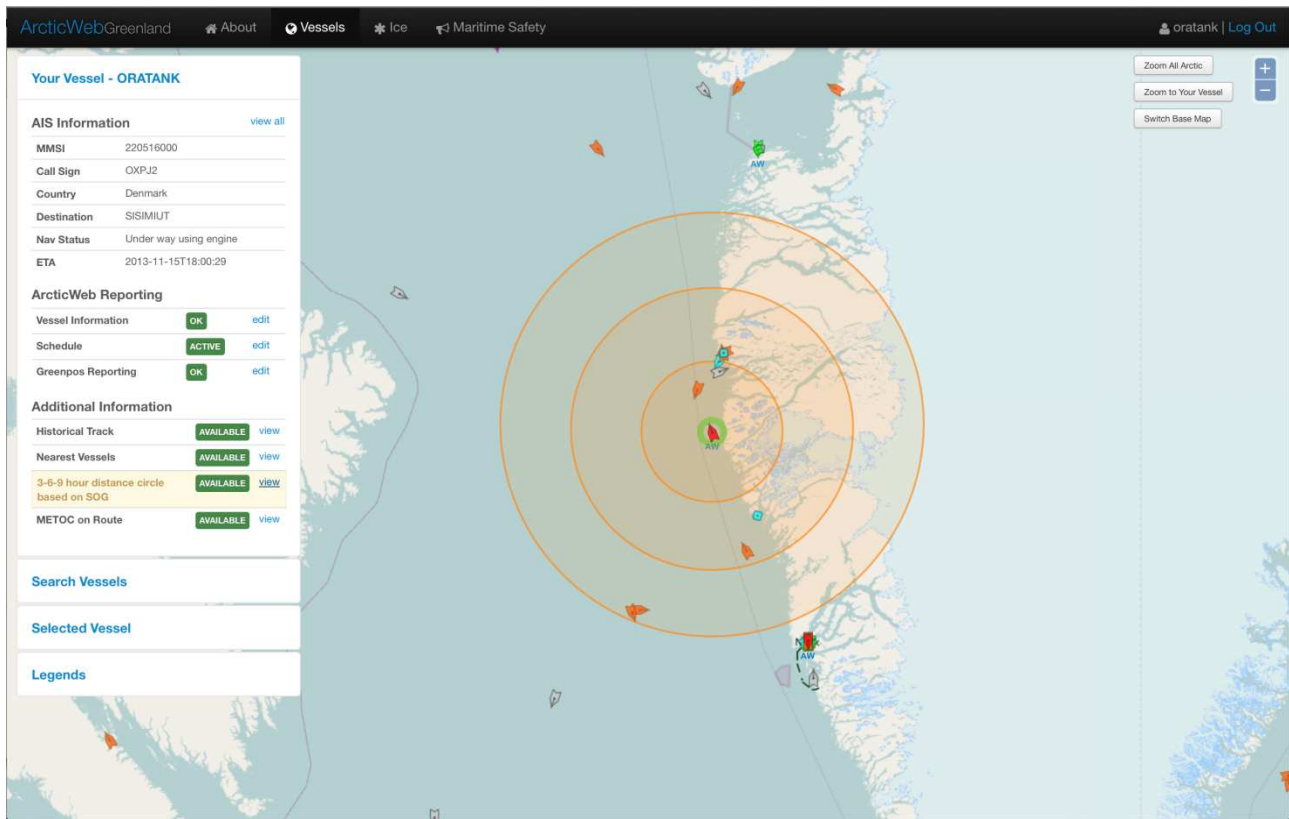 ArcticWebGreenland About Vessels Ice Maritime Safety oratank | Log Out
Your Vessel - ORATANK
AIS Information view all
MMSI 220516000
Call Sign OXPJ2
Country Denmark
Destination SISIMIUT
Nav Status Under way using engine
ETA 2013-11-15T18:00:29
ArcticWeb Reporting
Vessel Information OK edit
Schedule ACTIVE edit
Greenpos Reporting OK edit
Additional Information
Historical Track AVAILABLE view
Nearest Vessels AVAILABLE view
3-6-9 hour distance circle
based on SOG AVAILABLE view
METOC on Route AVAILABLE view
Search Vessels
Selected Vessel
Legends
Zoom All Arctic
Zoom to Your Vessel
Switch Base Map
+
−
AW
AW
AW